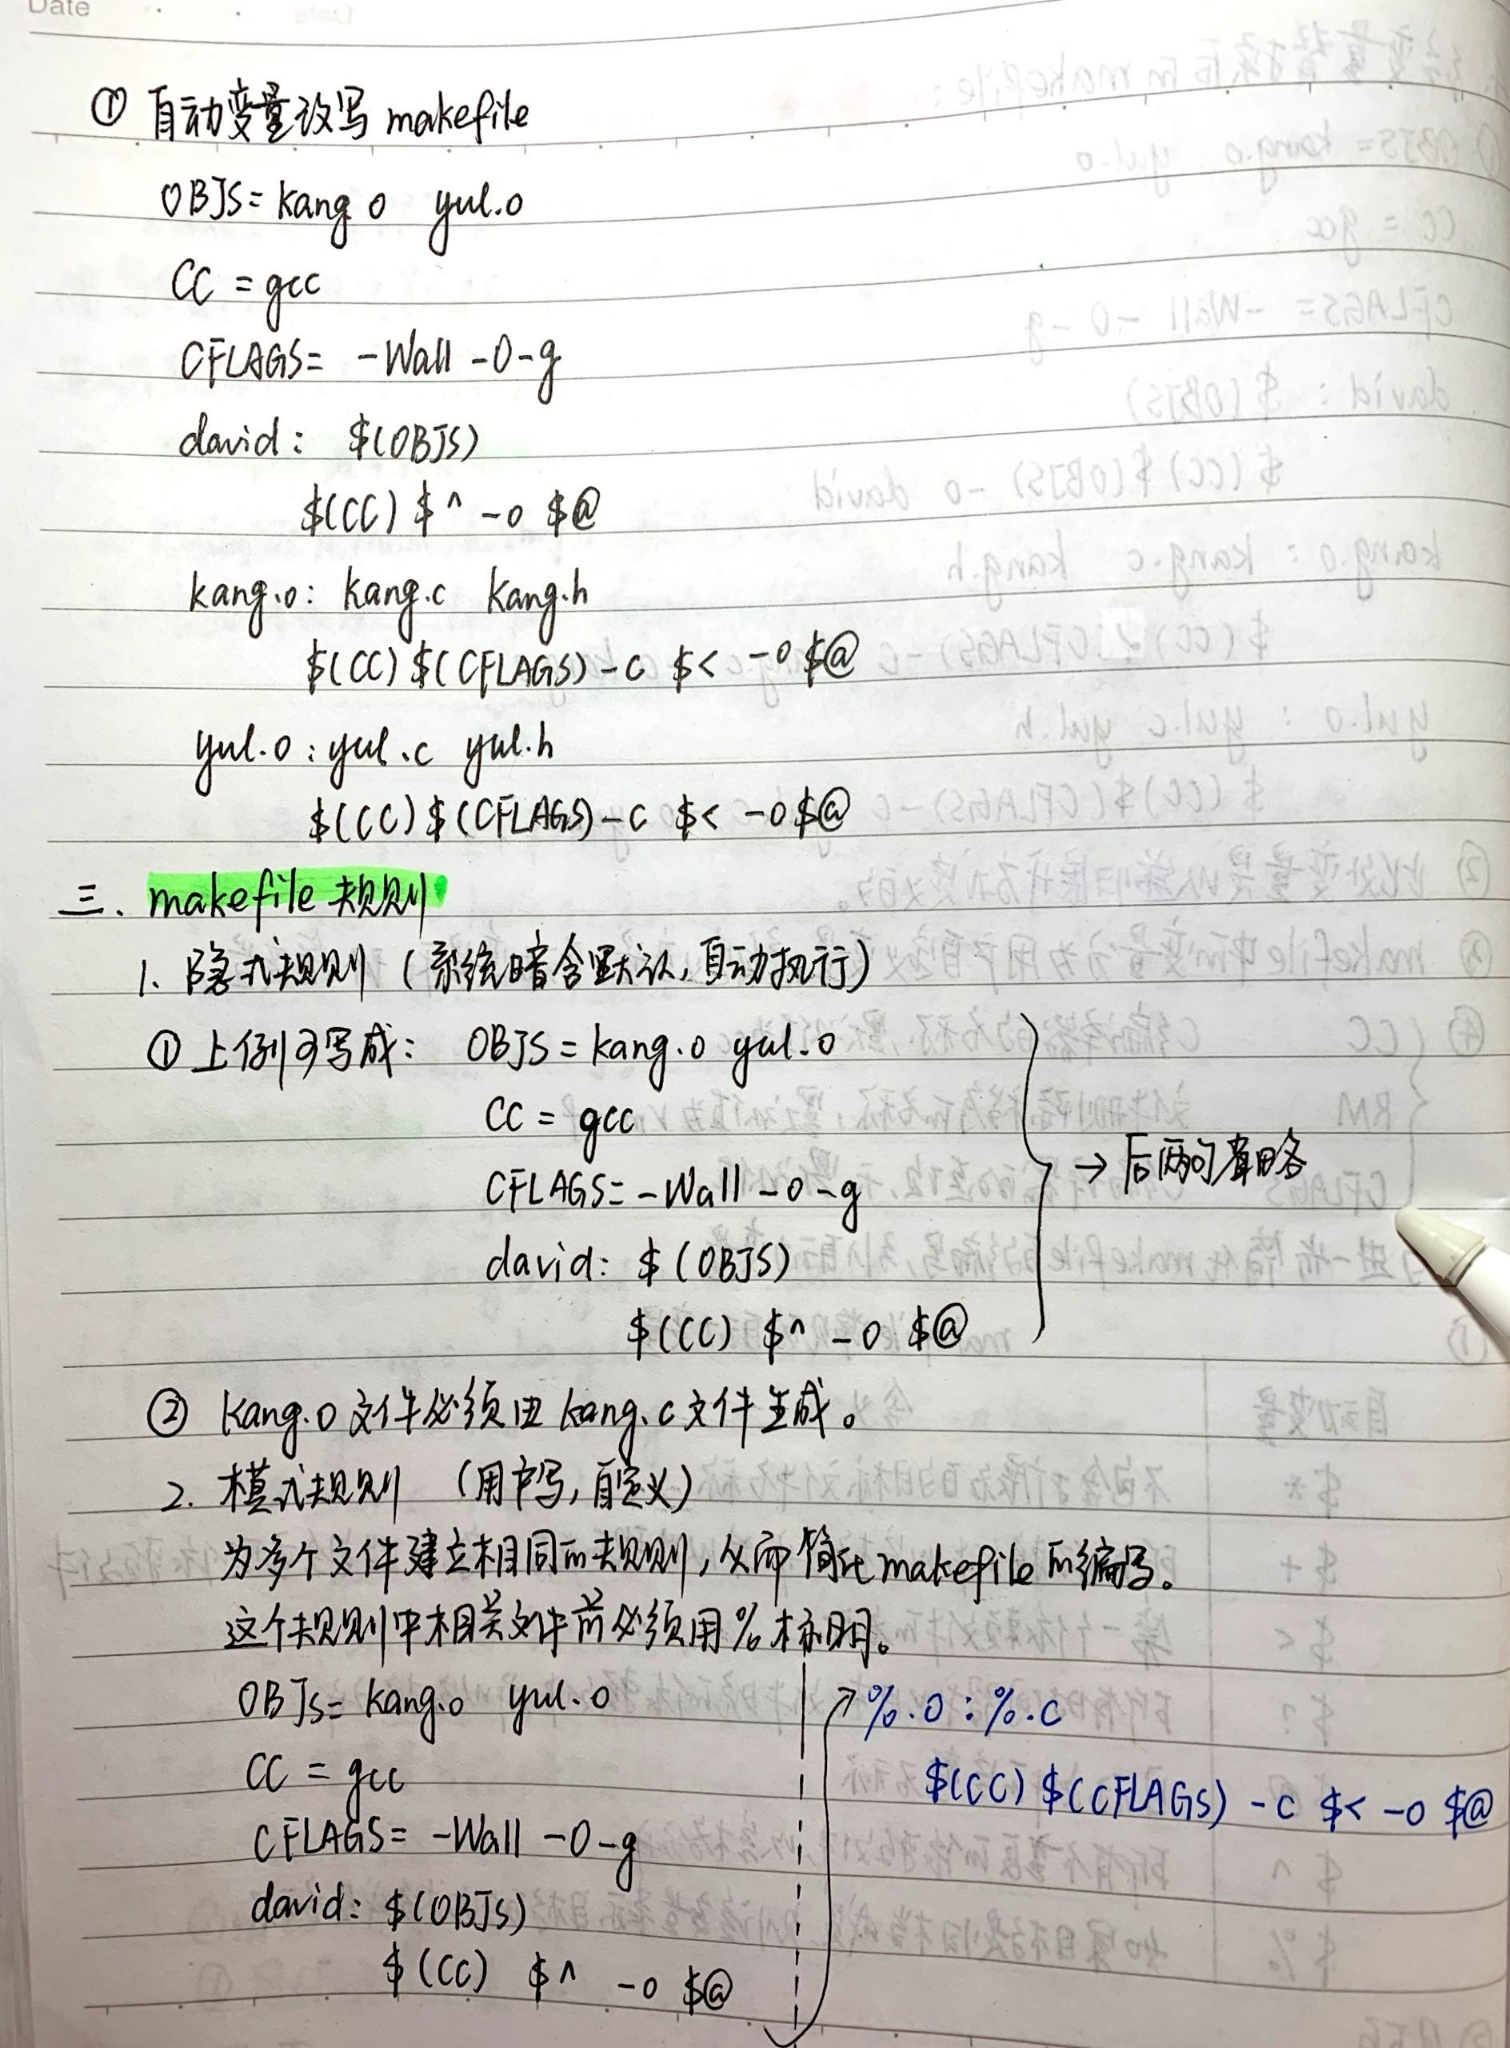 Date
① 自动变量改写 makefile
OBJS= kang o yul.o
CC = gcc
CFLAGS= -Wall -O -g
david: $(OBJS)
$(CC) $^ -o $@
kang.o: kang.c kang.h
$(CC) $(CFLAGS) -c $< -o $@
yul.o : yul.c yul.h
$(CC) $(CFLAGS) -c $< -o $@
三. makefile 规则
1. 隐式规则 (系统暗含默认,自动执行)
① 上例可写成: OBJS = kang.o yul.o
CC = gcc
CFLAGS= -Wall -O -g
→ 后两句省略
david: $(OBJS)
$(CC) $^ -o $@
② kang.o 文件必须由 kang.c 文件生成。
2. 模式规则 (用户写,自定义)
为多个文件建立相同的规则,从而简化 makefile 的编写。
这个规则中相关文件前必须用 % 标明。
OBJs= kang.o yul.o
CC = gcc
CFLAGS= -Wall -O -g
david: $(OBJs)
$(CC) $^ -o $@
%.o : %.c
$(CC) $(CCFLAGS) -c $< -o $@